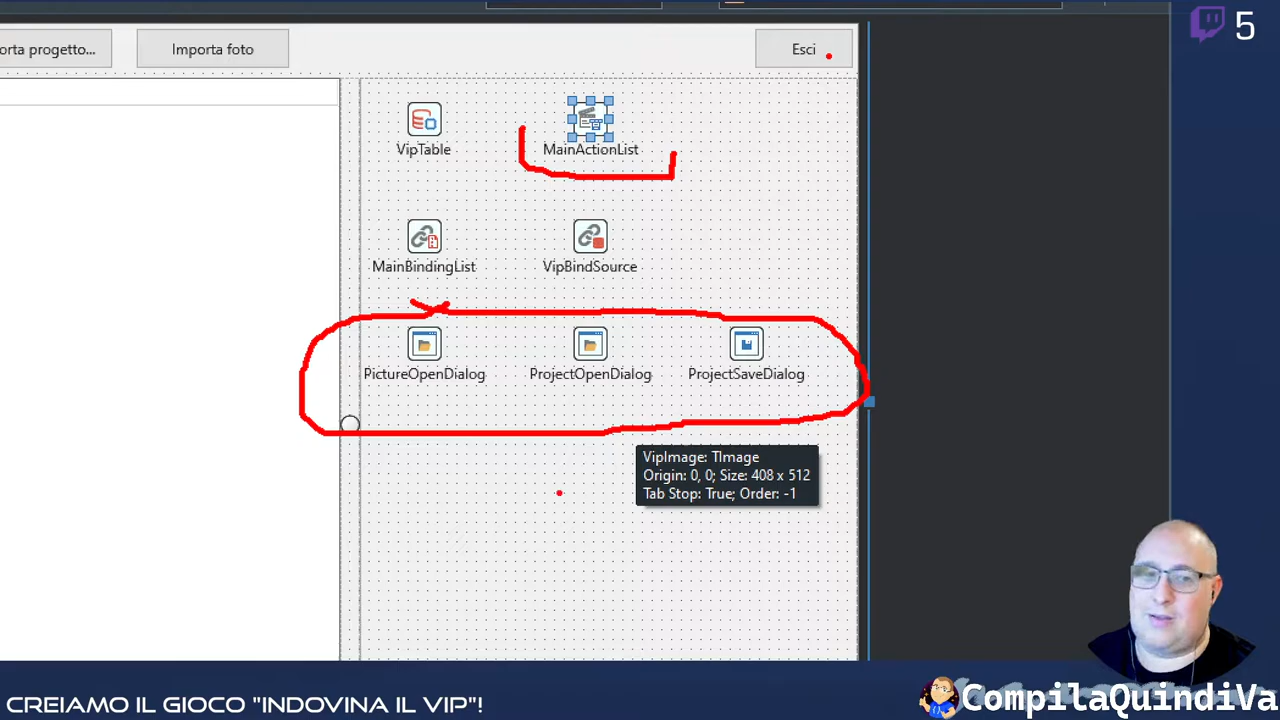 5
orta progetto...
Importa foto
Esci
VipTable
MainActionList
MainBindingList
VipBindSource
PictureOpenDialog
ProjectOpenDialog
ProjectSaveDialog
VipImage: TImage
Origin: 0, 0; Size: 408 x 512
Tab Stop: True; Order: -1
CREIAMO IL GIOCO "INDOVINA IL VIP"!
CompilaQuindiVa